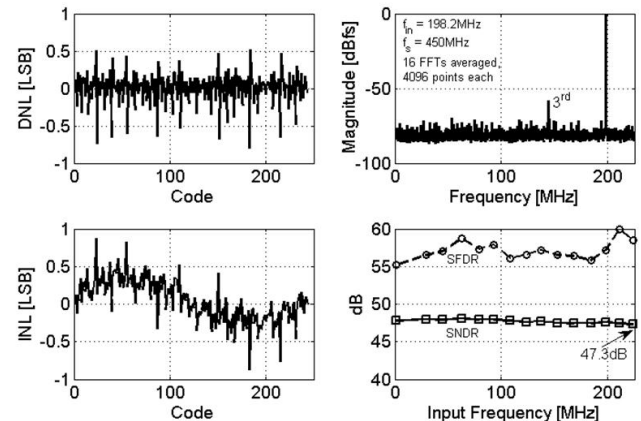 1
0.5
0
-0.5
-1
DNL [LSB]
0
100
200
Code
0
-50
-100
Magnitude [dBfs]
f_in = 198.2MHz
f_s = 450MHz
16 FFTs averaged,
4096 points each
3rd
0
100
200
Frequency [MHz]
1
0.5
0
-0.5
-1
INL [LSB]
0
100
200
Code
60
55
50
45
40
dB
SFDR
SNDR
47.3dB
0
100
200
Input Frequency [MHz]